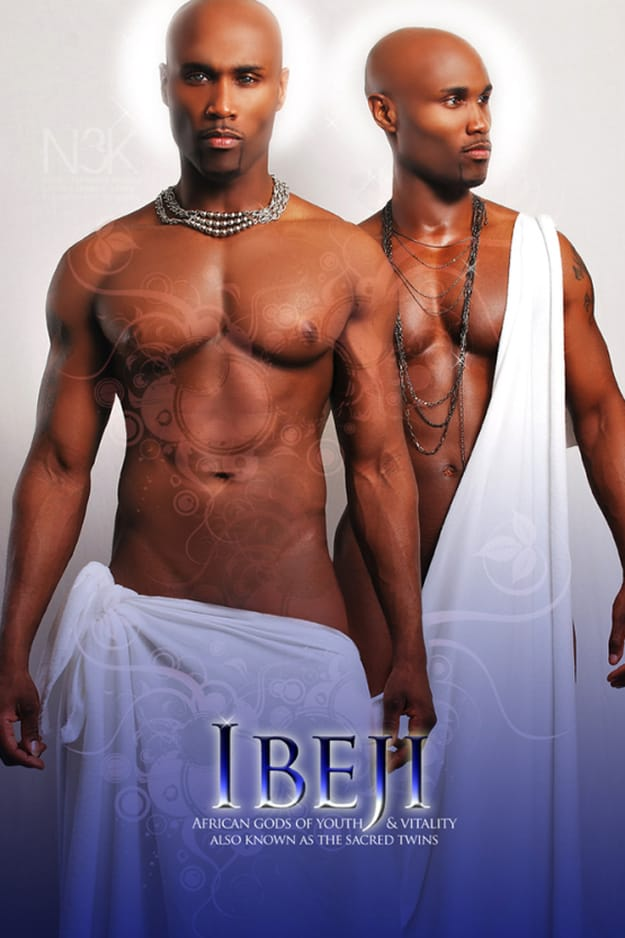 N3K
IBEJI
AFRICAN GODS OF YOUTH & VITALITY
ALSO KNOWN AS THE SACRED TWINS